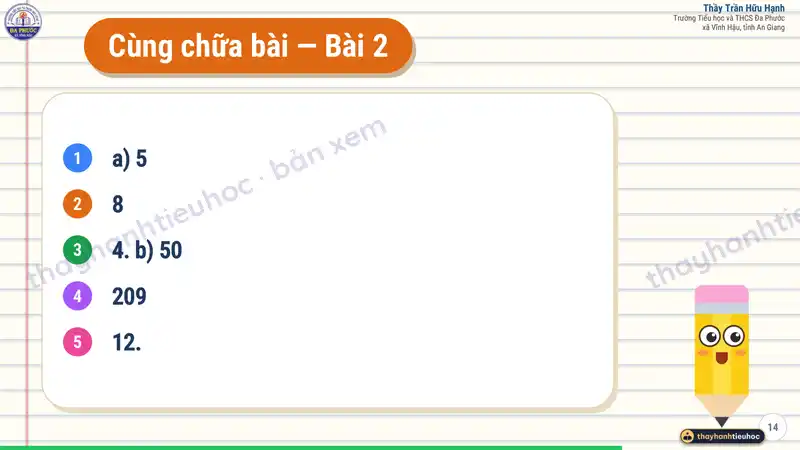 Thầy Trần Hữu Hạnh
Trường Tiểu học và THCS Đa Phước
xã Vĩnh Hậu, tỉnh An Giang
ĐA PHƯỚC
Cùng chữa bài – Bài 2
1 a) 5
2 8
3 4. b) 50
4 209
5 12.
thayhanhtieuhoc · bản xem
thayhanhtieuhoc
thayhanhtieuhoc
14